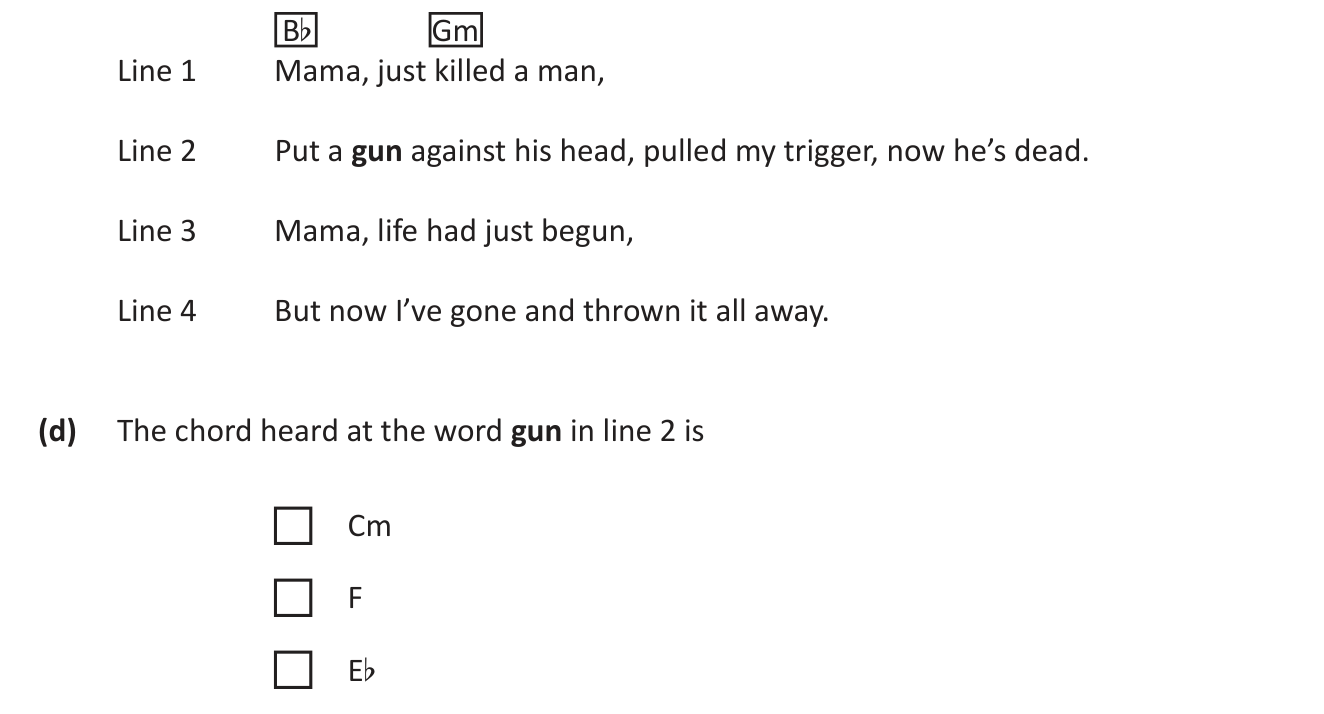 B♭ Gm
Line 1 Mama, just killed a man,
Line 2 Put a gun against his head, pulled my trigger, now he’s dead.
Line 3 Mama, life had just begun,
Line 4 But now I’ve gone and thrown it all away.
(d) The chord heard at the word gun in line 2 is
Cm
F
E♭